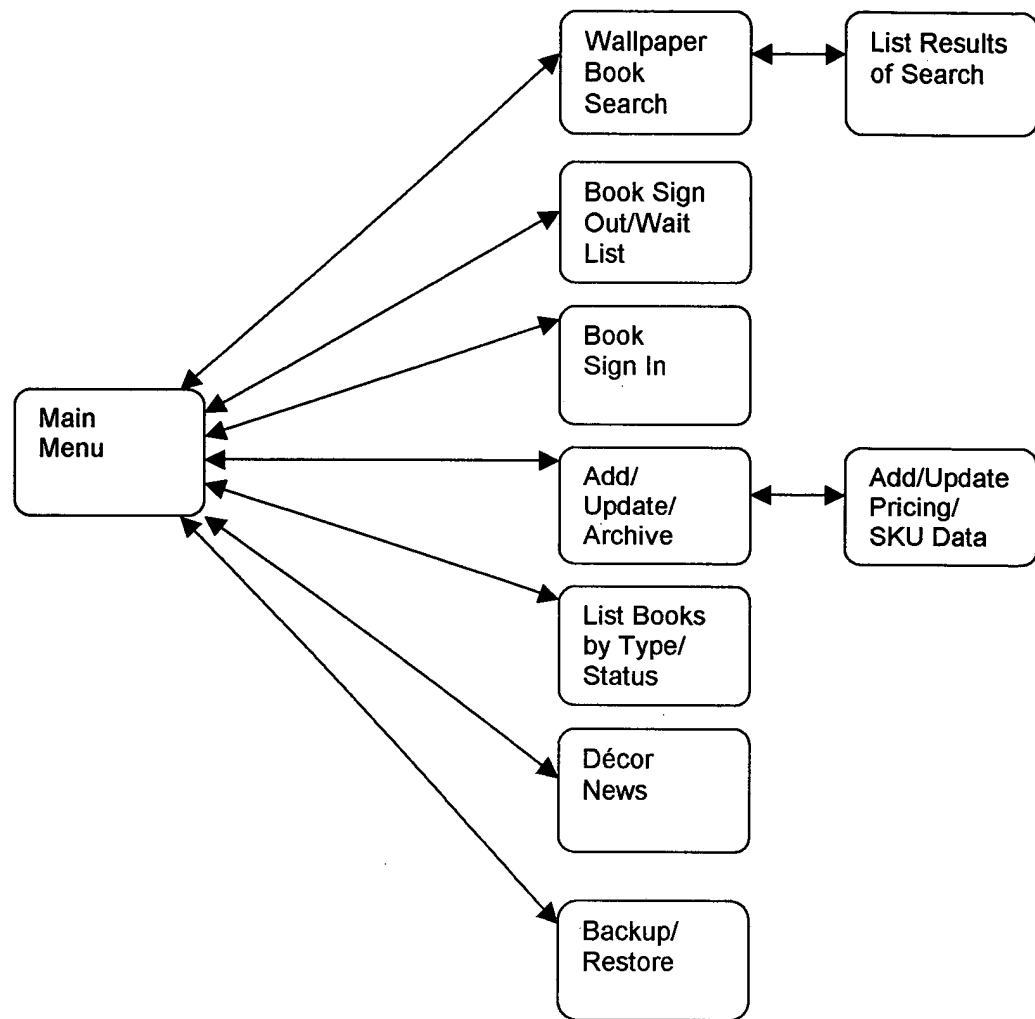 Wallpaper
Book
Search
List Results
of Search
Book Sign
Out/Wait
List
Book
Sign In
Main
Menu
Add/
Update/
Archive
Add/Update
Pricing/
SKU Data
List Books
by Type/
Status
Décor
News
Backup/
Restore